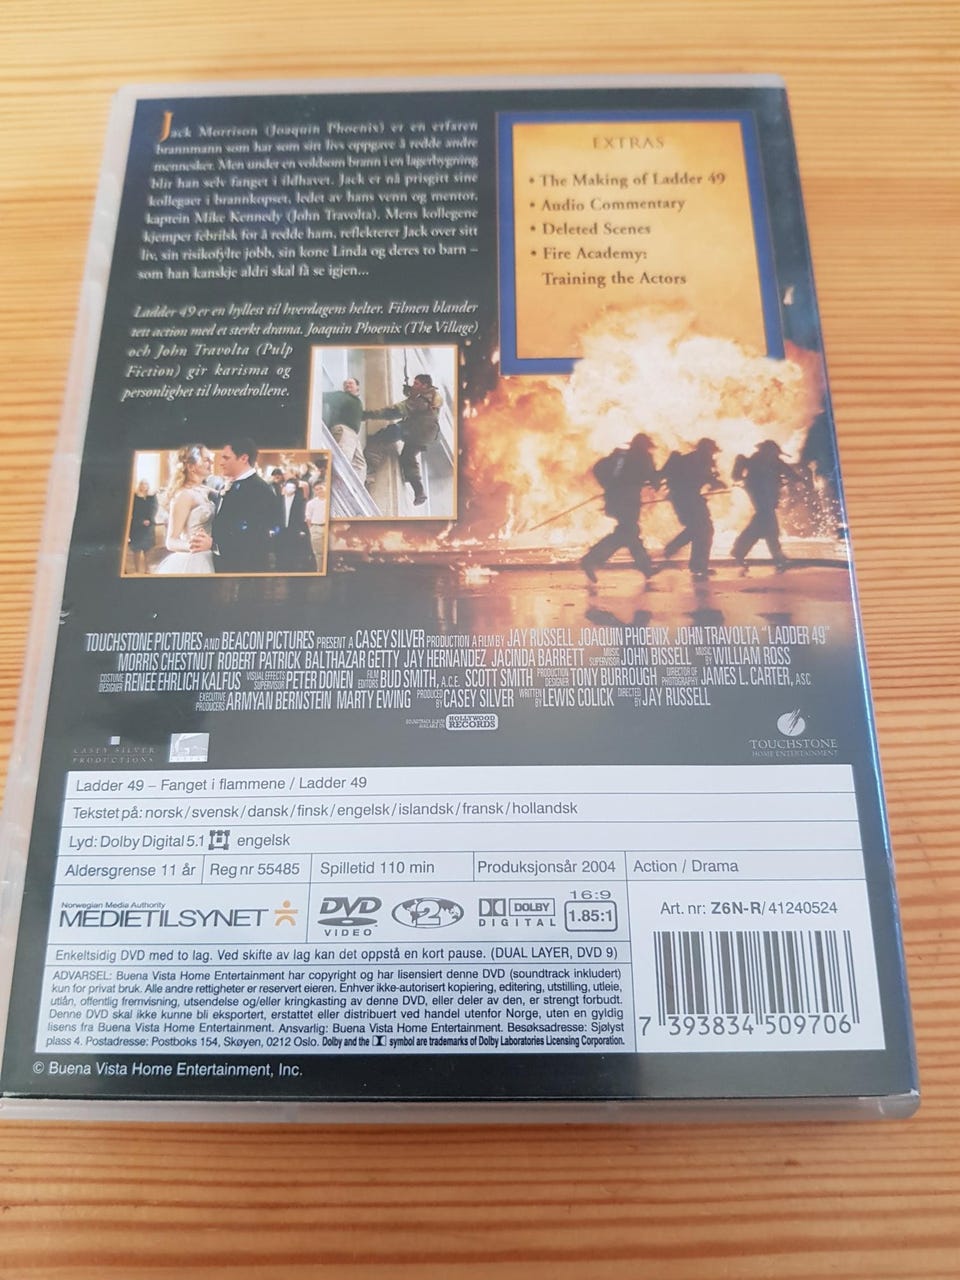 Jack Morrison (Joaquin Phoenix) er en erfaren
brannmann som har som sin livs oppgave å redde andre
mennesker. Men under en voldsom brann i en lagerbygning
blir han selv fanget i ildhavet. Jack er nå prisgitt sine
kollegaer i brannkorpset, ledet av hans venn og mentor,
kaptein Mike Kennedy (John Travolta). Mens kollegene
kjemper febrilsk for å redde ham, reflekterer Jack over sitt
liv, sin risikofylte jobb, sin kone Linda og deres to barn –
som han kanskje aldri skal få se igjen...
Ladder 49 er en hyllest til hverdagens helter. Filmen blander
tett action med et sterkt drama. Joaquin Phoenix (The Village)
och John Travolta (Pulp
Fiction) gir karisma og
personlighet til hovedrollene.
EXTRAS
• The Making of Ladder 49
• Audio Commentary
• Deleted Scenes
• Fire Academy:
Training the Actors
TOUCHSTONE PICTURES AND BEACON PICTURES PRESENT A CASEY SILVER PRODUCTION A FILM BY JAY RUSSELL JOAQUIN PHOENIX JOHN TRAVOLTA "LADDER 49"
MORRIS CHESTNUT ROBERT PATRICK BALTHAZAR GETTY JAY HERNANDEZ JACINDA BARRETT MUSIC SUPERVISOR JOHN BISSELL MUSIC BY WILLIAM ROSS
COSTUME DESIGNER RENÉE EHRLICH KALFUS VISUAL EFFECTS SUPERVISOR PETER DONEN FILM EDITORS BUD SMITH, A.C.E. SCOTT SMITH PRODUCTION DESIGNER TONY BURROUGH DIRECTOR OF PHOTOGRAPHY JAMES L. CARTER, ASC
EXECUTIVE PRODUCERS ARMYAN BERNSTEIN MARTY EWING PRODUCED BY CASEY SILVER WRITTEN BY LEWIS COLICK DIRECTED BY JAY RUSSELL
SOUNDTRACK ALBUM AVAILABLE ON HOLLYWOOD RECORDS
CASEY SILVER
PRODUCTIONS
TOUCHSTONE
HOME ENTERTAINMENT
Ladder 49 – Fanget i flammene / Ladder 49
Tekstet på: norsk/svensk/dansk/finsk/engelsk/islandsk/fransk/hollandsk
Lyd: Dolby Digital 5.1 engelsk
Aldersgrense 11 år Reg nr 55485 Spilletid 110 min Produksjonsår 2004 Action / Drama
Norwegian Media Authority
MEDIETILSYNET
DVD
VIDEO
2
DOLBY
DIGITAL
16:9
1.85:1
Art. nr: Z6N-R/41240524
Enkeltsidig DVD med to lag. Ved skifte av lag kan det oppstå en kort pause. (DUAL LAYER, DVD 9)
ADVARSEL: Buena Vista Home Entertainment har copyright og har lisensiert denne DVD (soundtrack inkludert)
kun for privat bruk. Alle andre rettigheter er reservert eieren. Enhver ikke-autorisert kopiering, editering, utstilling, utleie,
utlån, offentlig fremvisning, utsendelse og/eller kringkasting av denne DVD, eller deler av den, er strengt forbudt.
Denne DVD skal ikke kunne bli eksportert, erstattet eller distribuert ved handel utenfor Norge, uten en gyldig
lisens fra Buena Vista Home Entertainment. Ansvarlig: Buena Vista Home Entertainment. Besøksadresse: Sjølyst
plass 4. Postadresse: Postboks 154, Skøyen, 0212 Oslo. Dolby and the symbol are trademarks of Dolby Laboratories Licensing Corporation.
7 393834 509706
© Buena Vista Home Entertainment, Inc.